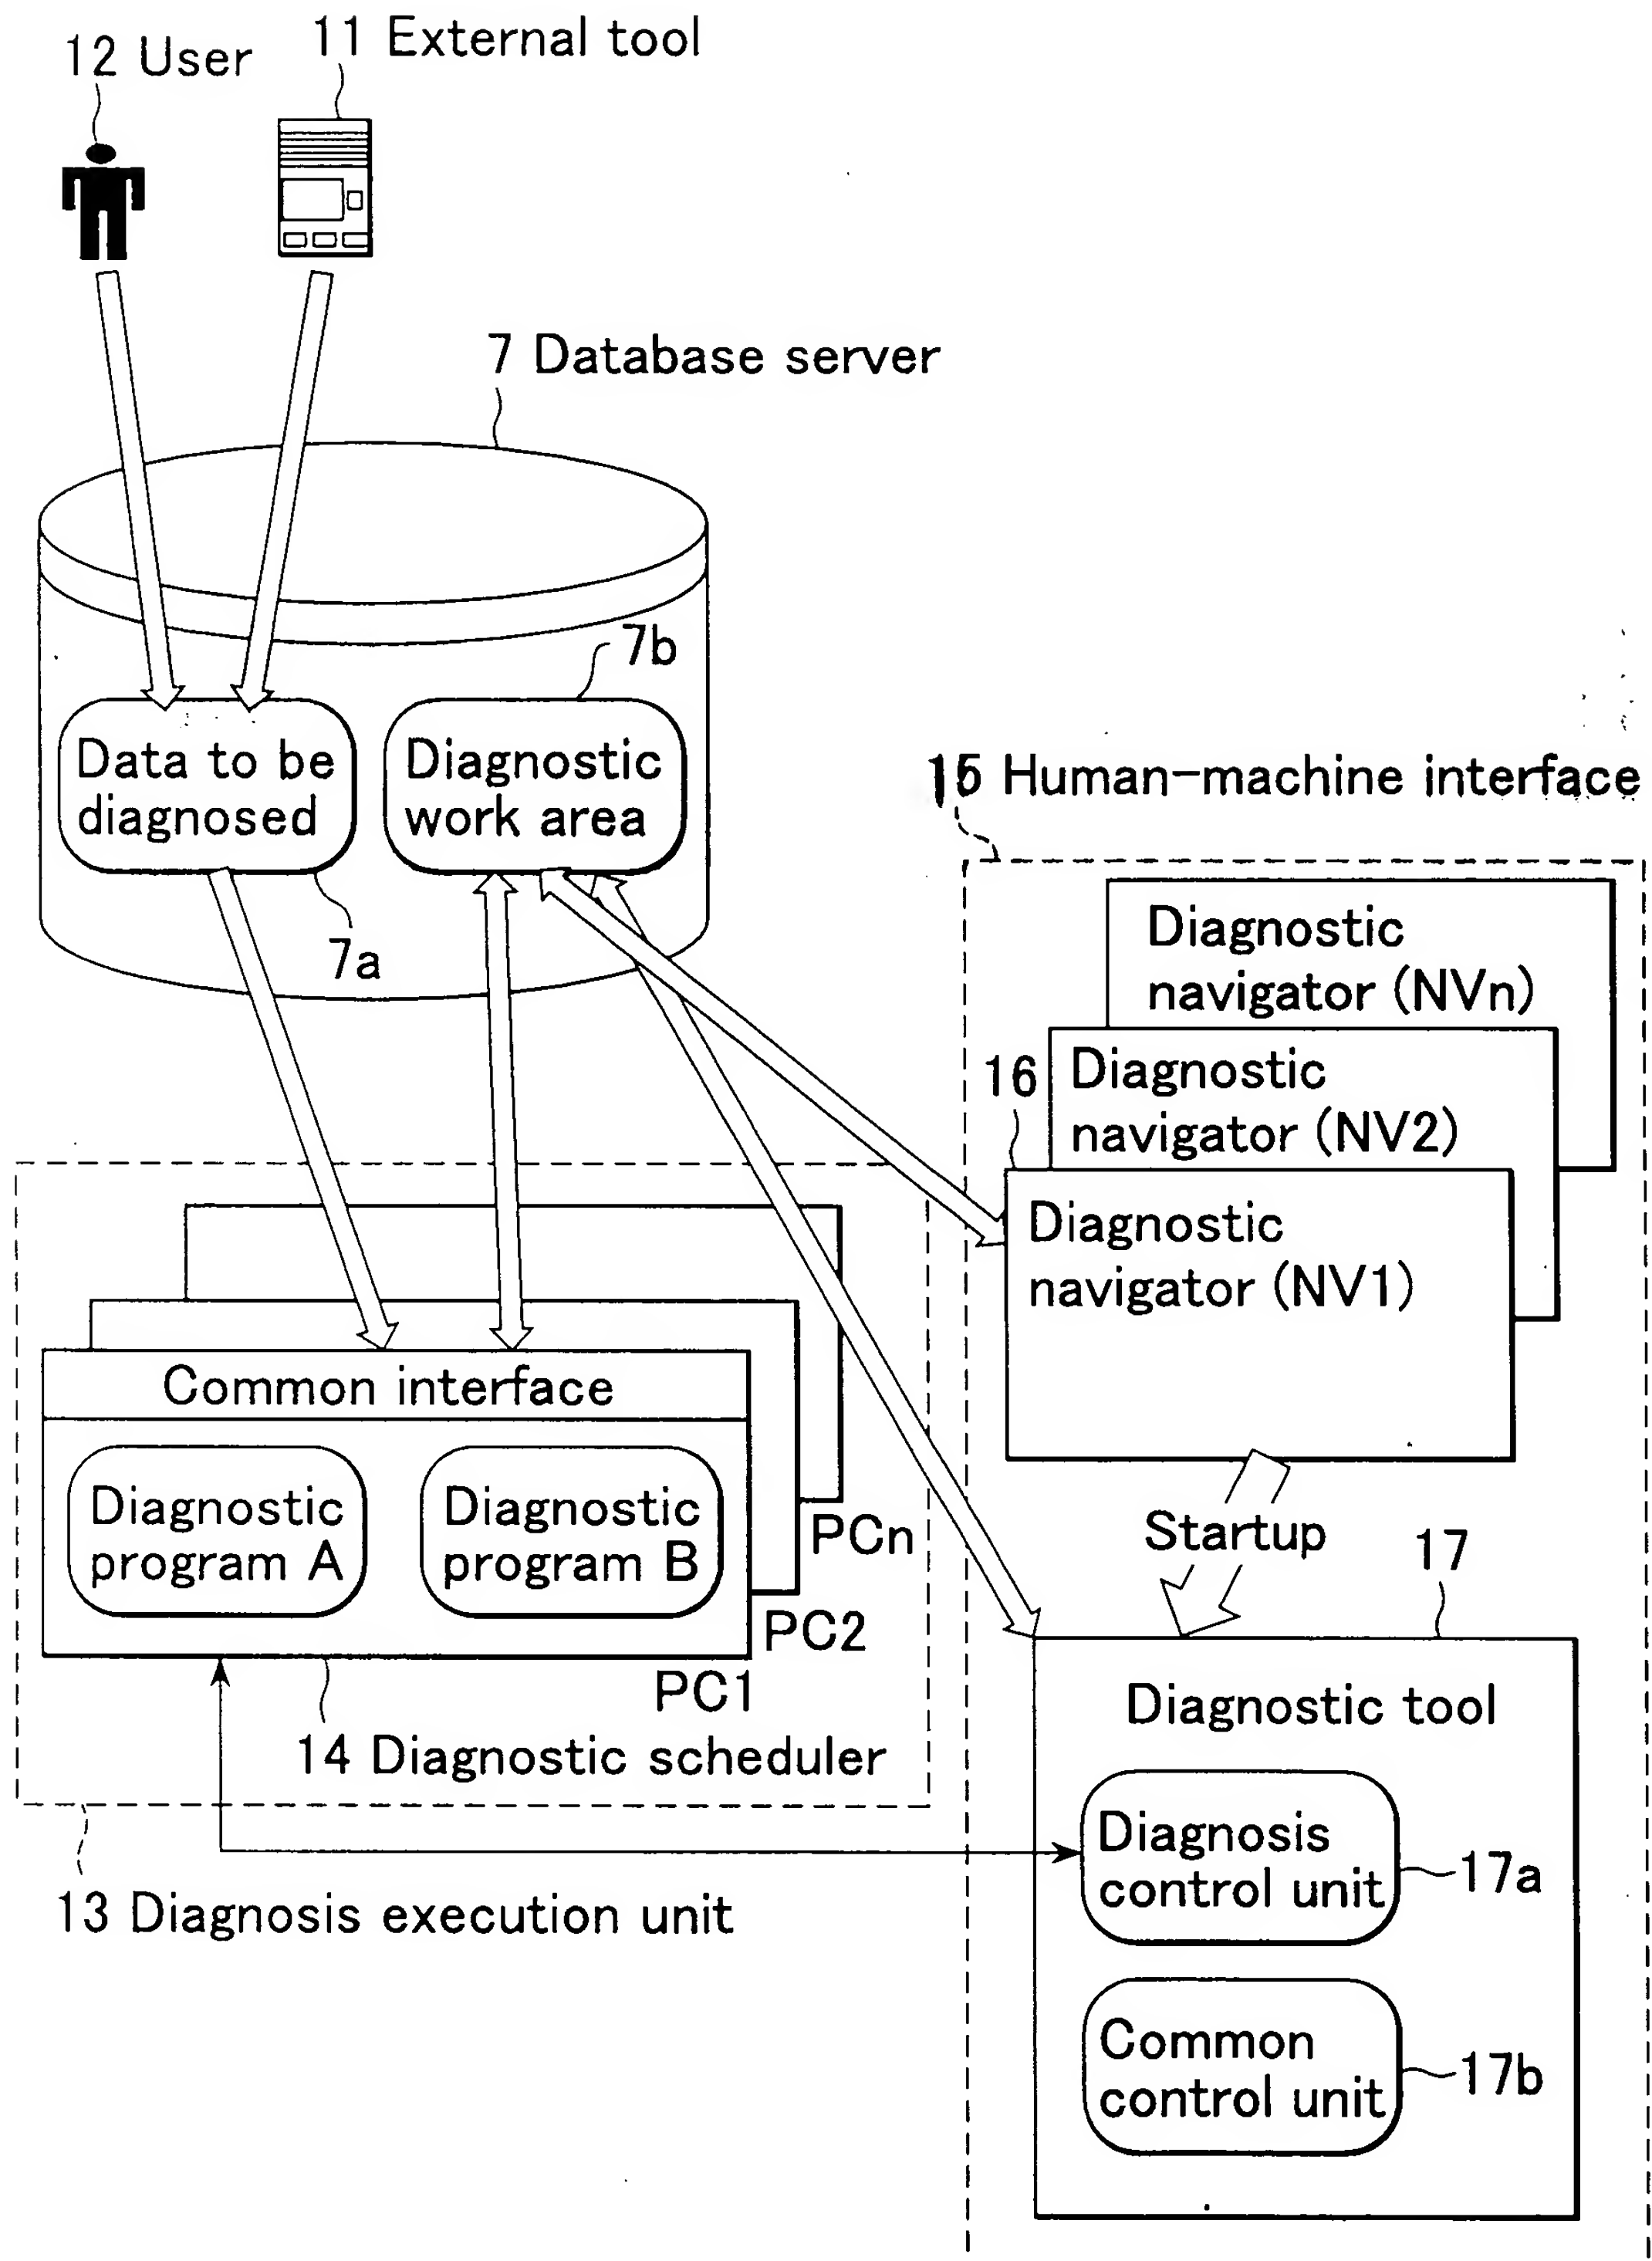 12 User
11 External tool
7 Database server
7b
Data to be
diagnosed
Diagnostic
work area
7a
15 Human-machine interface
Diagnostic
navigator (NVn)
16
Diagnostic
navigator (NV2)
Diagnostic
navigator (NV1)
Common interface
Diagnostic
program A
Diagnostic
program B
PCn
PC2
PC1
14 Diagnostic scheduler
13 Diagnosis execution unit
Startup
17
Diagnostic tool
Diagnosis
control unit
17a
Common
control unit
17b